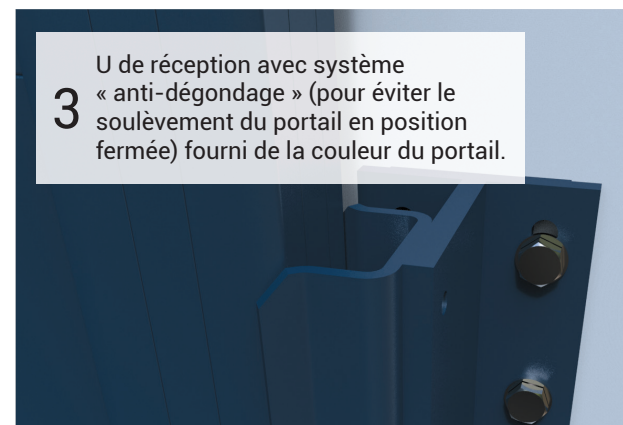 3
U de réception avec système
« anti-dégondage » (pour éviter le
soulèvement du portail en position
fermée) fourni de la couleur du portail.